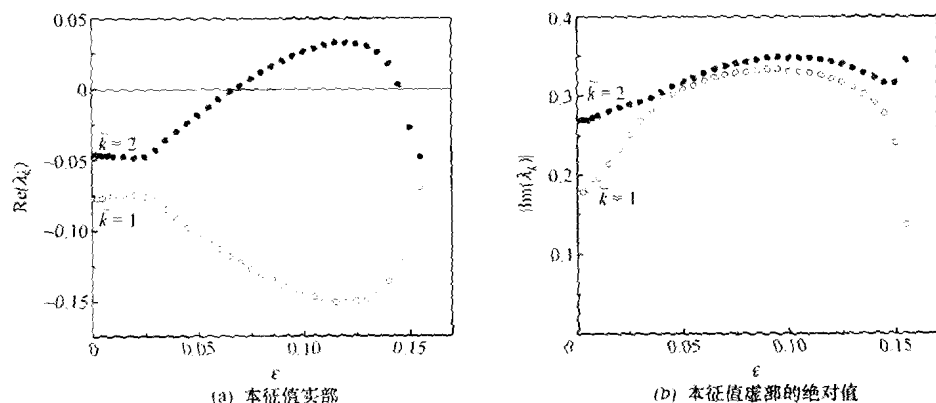 0.05
0
−0.05
−0.10
−0.15
Re(λk̃)
k̃ = 2
k̃ = 1
0
0.05
0.10
0.15
ε
(a) 本征值实部
0.4
0.3
0.2
0.1
|Im(λk̃)|
k̃ = 2
k̃ = 1
0
0.05
0.10
0.15
ε
(b) 本征值虚部的绝对值